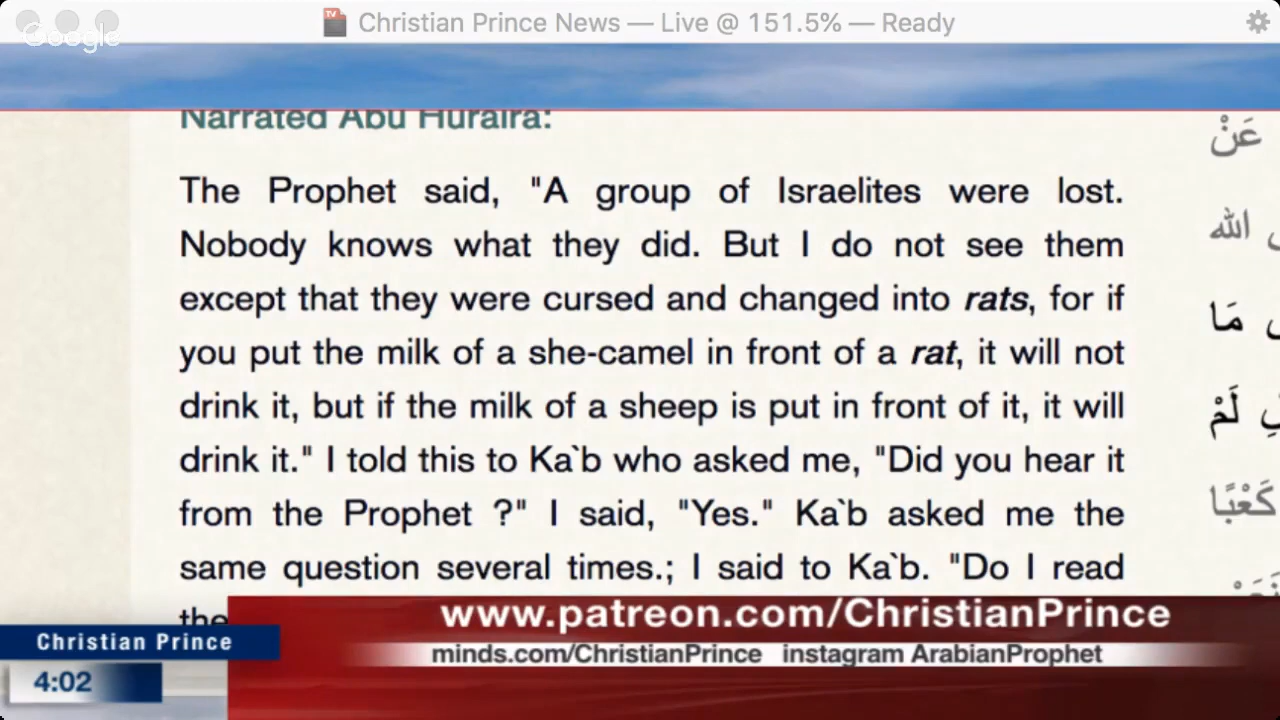 Christian Prince News — Live @ 151.5% — Ready
Google
Narrated Abu Huraira:
The Prophet said, "A group of Israelites were lost.
Nobody knows what they did. But I do not see them
except that they were cursed and changed into rats, for if
you put the milk of a she-camel in front of a rat, it will not
drink it, but if the milk of a sheep is put in front of it, it will
drink it." I told this to Ka`b who asked me, "Did you hear it
from the Prophet ?" I said, "Yes." Ka`b asked me the
same question several times.; I said to Ka`b. "Do I read
the
عَنْ
الله
مَا
لَمْ
كَعْبًا
www.patreon.com/ChristianPrince
Christian Prince
minds.com/ChristianPrince instagram ArabianProphet
4:02